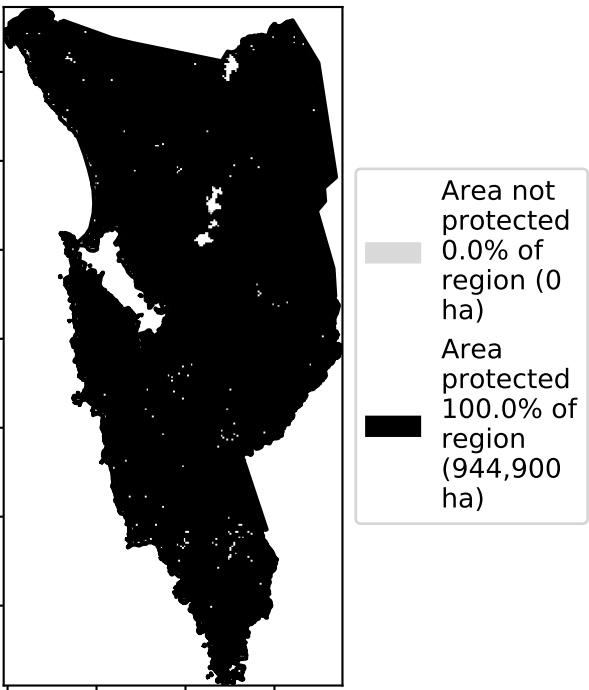 Area not
protected
0.0% of
region (0
ha)
Area
protected
100.0% of
region
(944,900
ha)